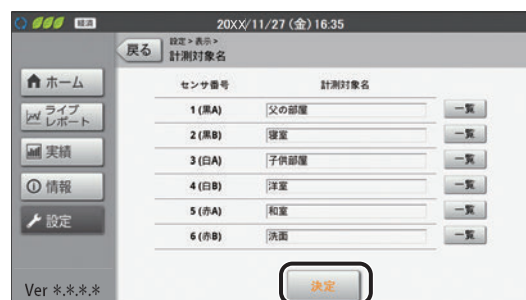 経済 20XX/11/27(金)16:35
戻る
設定>表示>
計測対象名
ホーム
ライブ
レポート
実績
情報
設定
Ver *.*.*.*
センサ番号 計測対象名
1(黒A) 父の部屋 一覧
2(黒B) 寝室 一覧
3(白A) 子供部屋 一覧
4(白B) 洋室 一覧
5(赤A) 和室 一覧
6(赤B) 洗面 一覧
決定